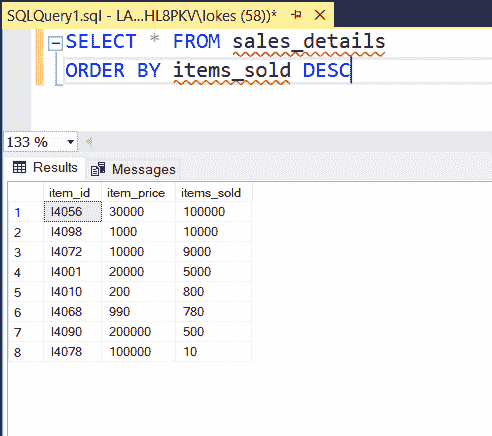 SQLQuery1.sql - LA...HL8PKV\lokes (58))*
SELECT * FROM sales_details
ORDER BY items_sold DESC
133 %
Results Messages
item_id item_price items_sold
1 I4056 30000 100000
2 I4098 1000 10000
3 I4072 10000 9000
4 I4001 20000 5000
5 I4010 200 800
6 I4068 990 780
7 I4090 200000 500
8 I4078 100000 10